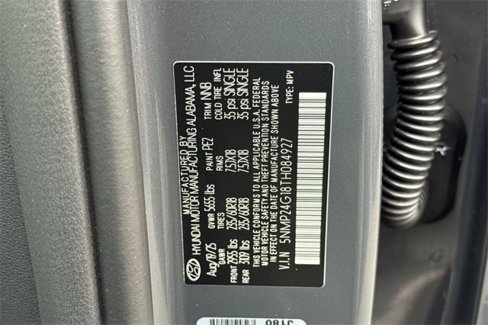 MANUFACTURED BY
HYUNDAI MOTOR MANUFACTURING ALABAMA, LLC
Aug/19/25 GVWR 5655 lbs PAINT PE2 TRIM NNB
GAWR TIRES RIMS COLD TIRE INFL
FRONT 2955 lbs 235/60R18 7.5JX18 35 psi SINGLE
REAR 3109 lbs 235/60R18 7.5JX18 35 psi SINGLE
THIS VEHICLE CONFORMS TO ALL APPLICABLE U.S.A FEDERAL
MOTOR VEHICLE SAFETY AND THEFT PREVENTION STANDARDS
IN EFFECT ON THE DATE OF MANUFACTURE SHOWN ABOVE
V.I.N 5NMP24G18TH084927 TYPE: MPV